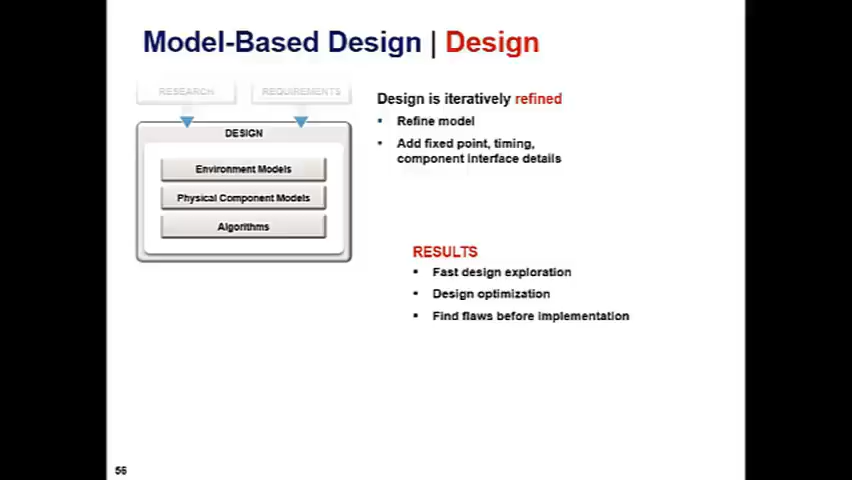 Model-Based Design | Design
RESEARCH
REQUIREMENTS
DESIGN
Environment Models
Physical Component Models
Algorithms
Design is iteratively refined
▪ Refine model
▪ Add fixed point, timing,
component interface details
RESULTS
▪ Fast design exploration
▪ Design optimization
▪ Find flaws before implementation
56